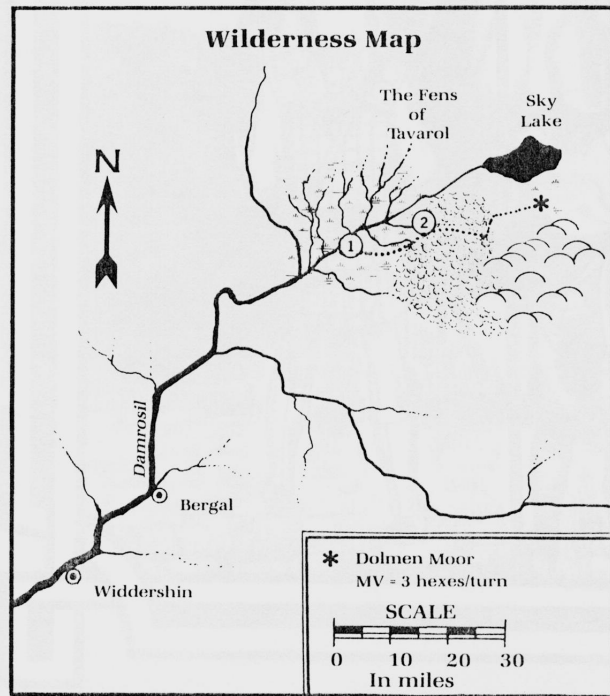 Wilderness Map
The Fens
of
Tavarol
Sky
Lake
N
2
1
Damrosil
Bergal
Widdershin
* Dolmen Moor
MV = 3 hexes/turn
SCALE
0 10 20 30
In miles